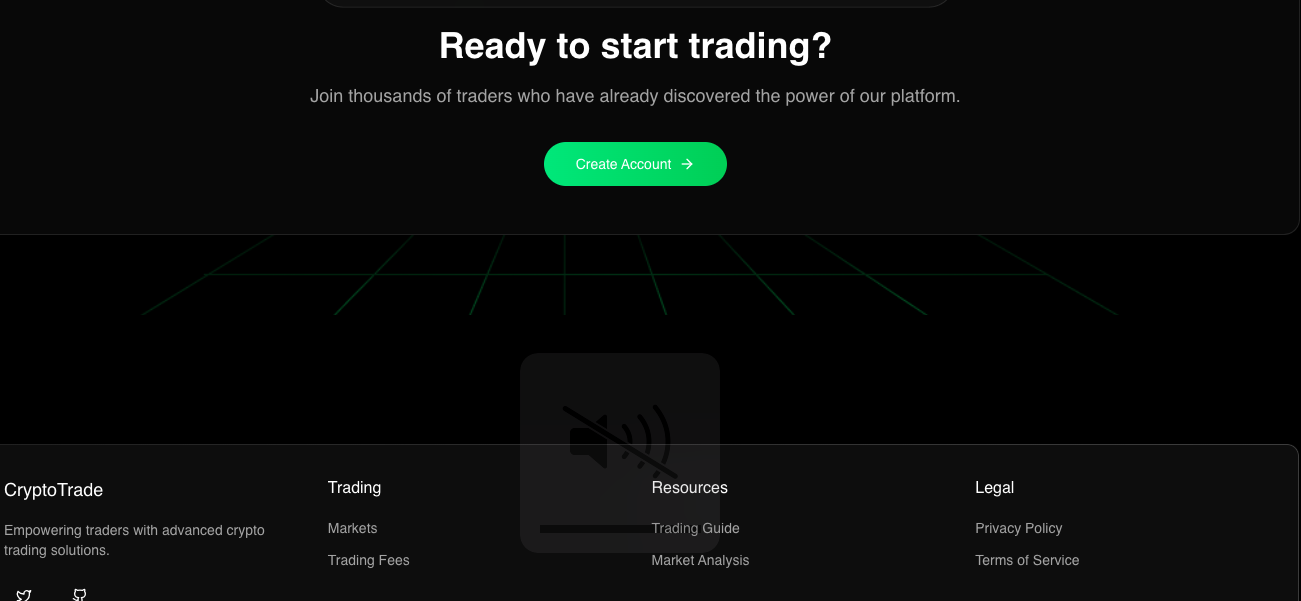 Ready to start trading?
Join thousands of traders who have already discovered the power of our platform.
Create Account
CryptoTrade
Empowering traders with advanced crypto
trading solutions.
Trading
Markets
Trading Fees
Resources
Trading Guide
Market Analysis
Legal
Privacy Policy
Terms of Service